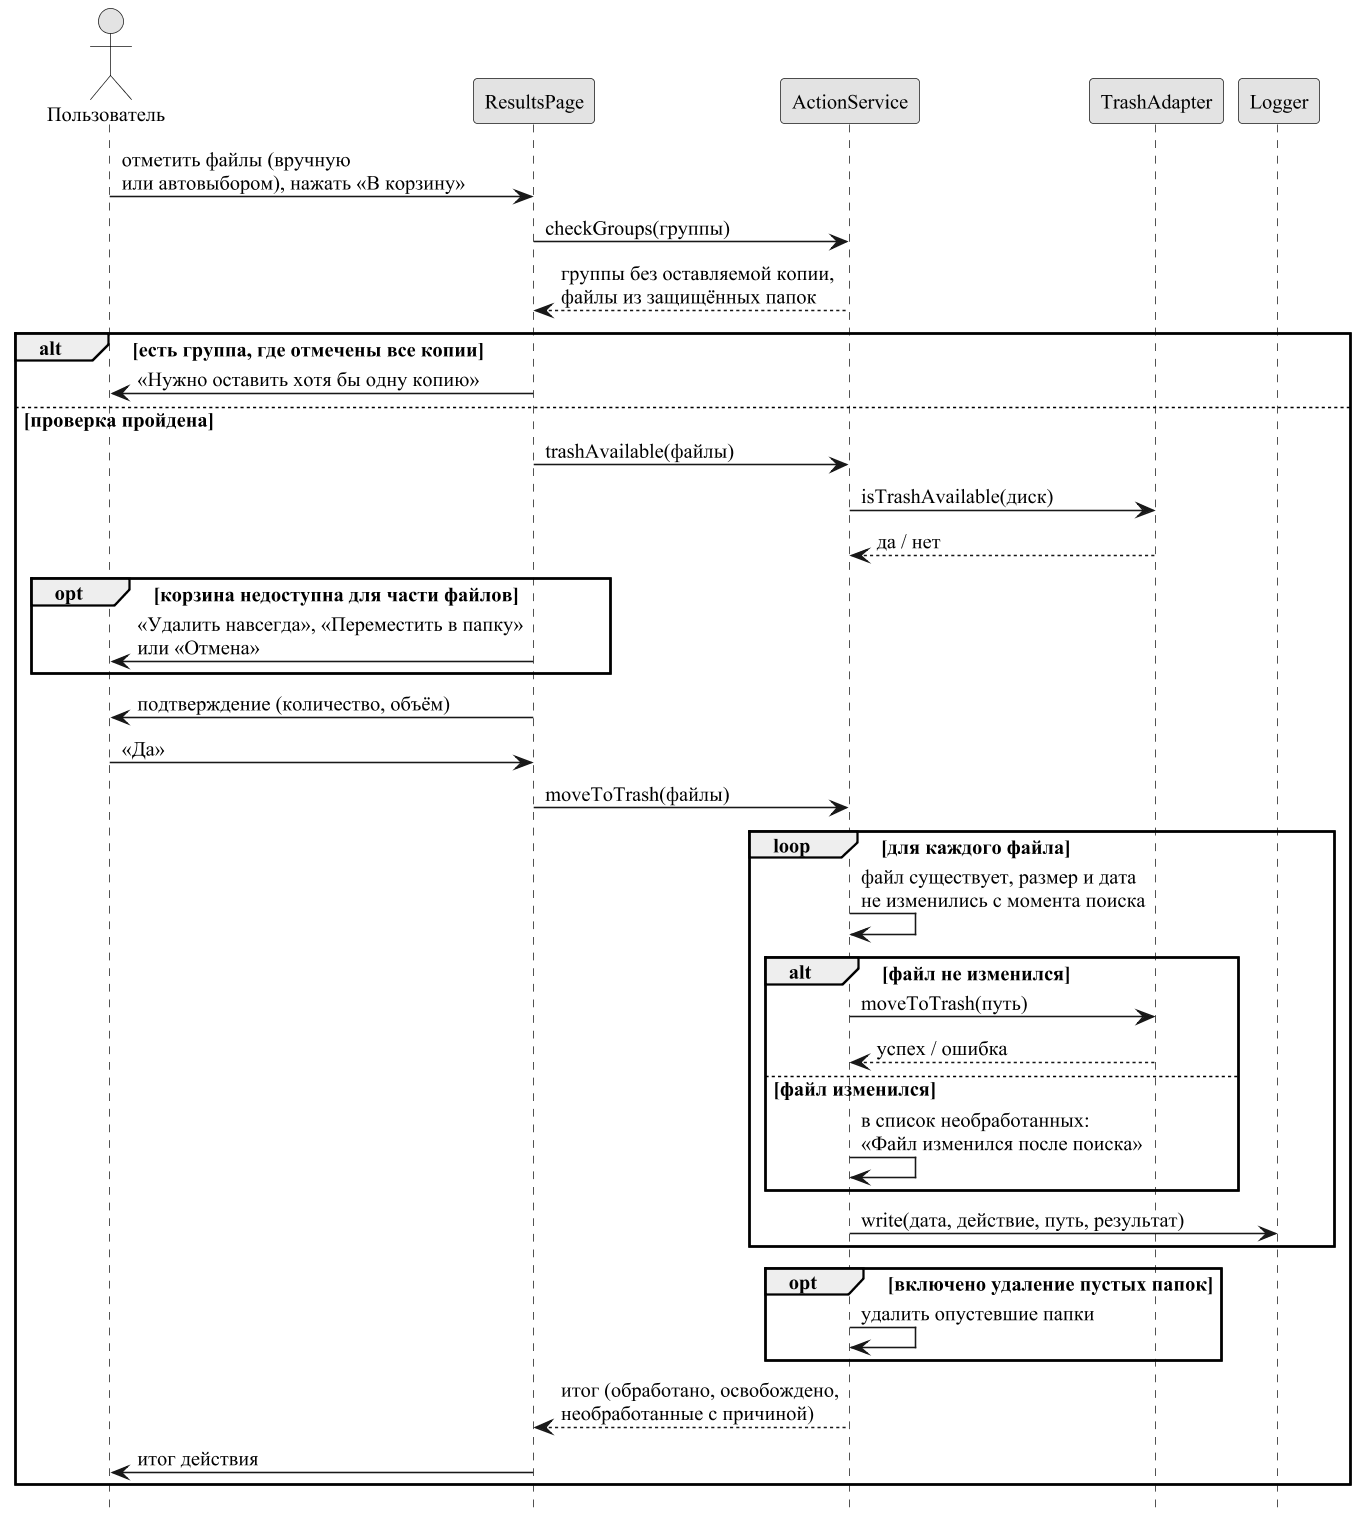 Пользователь
ResultsPage
ActionService
TrashAdapter
Logger
отметить файлы (вручную
или автовыбором), нажать «В корзину»
checkGroups(группы)
группы без оставляемой копии,
файлы из защищённых папок
alt
[есть группа, где отмечены все копии]
«Нужно оставить хотя бы одну копию»
[проверка пройдена]
trashAvailable(файлы)
isTrashAvailable(диск)
да / нет
opt
[корзина недоступна для части файлов]
«Удалить навсегда», «Переместить в папку»
или «Отмена»
подтверждение (количество, объём)
«Да»
moveToTrash(файлы)
loop
[для каждого файла]
файл существует, размер и дата
не изменились с момента поиска
alt
[файл не изменился]
moveToTrash(путь)
успех / ошибка
[файл изменился]
в список необработанных:
«Файл изменился после поиска»
write(дата, действие, путь, результат)
opt
[включено удаление пустых папок]
удалить опустевшие папки
итог (обработано, освобождено,
необработанные с причиной)
итог действия